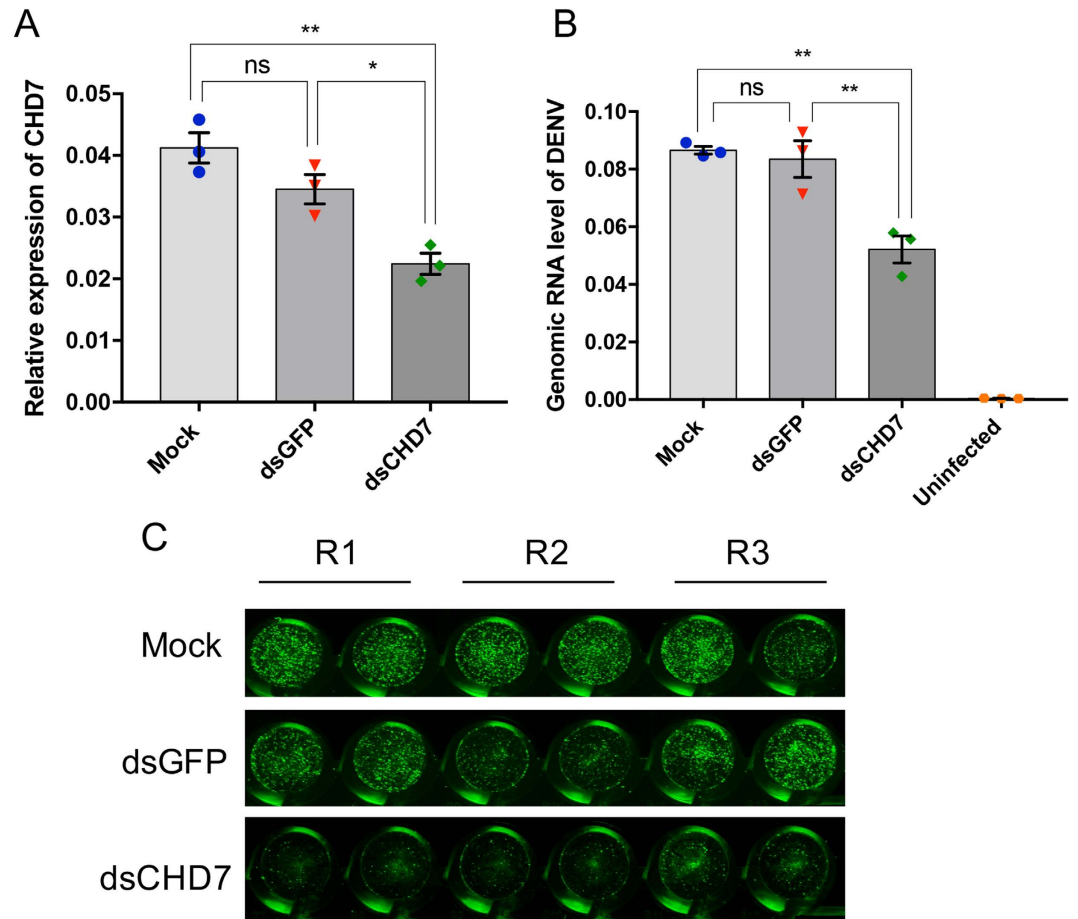 A
Relative expression of CHD7
**
ns
*
0.05
0.04
0.03
0.02
0.01
0.00
Mock
dsGFP
dsCHD7
B
Genomic RNA level of DENV
**
ns
**
0.10
0.08
0.06
0.04
0.02
0.00
Mock
dsGFP
dsCHD7
Uninfected
C
R1 R2 R3
Mock
dsGFP
dsCHD7